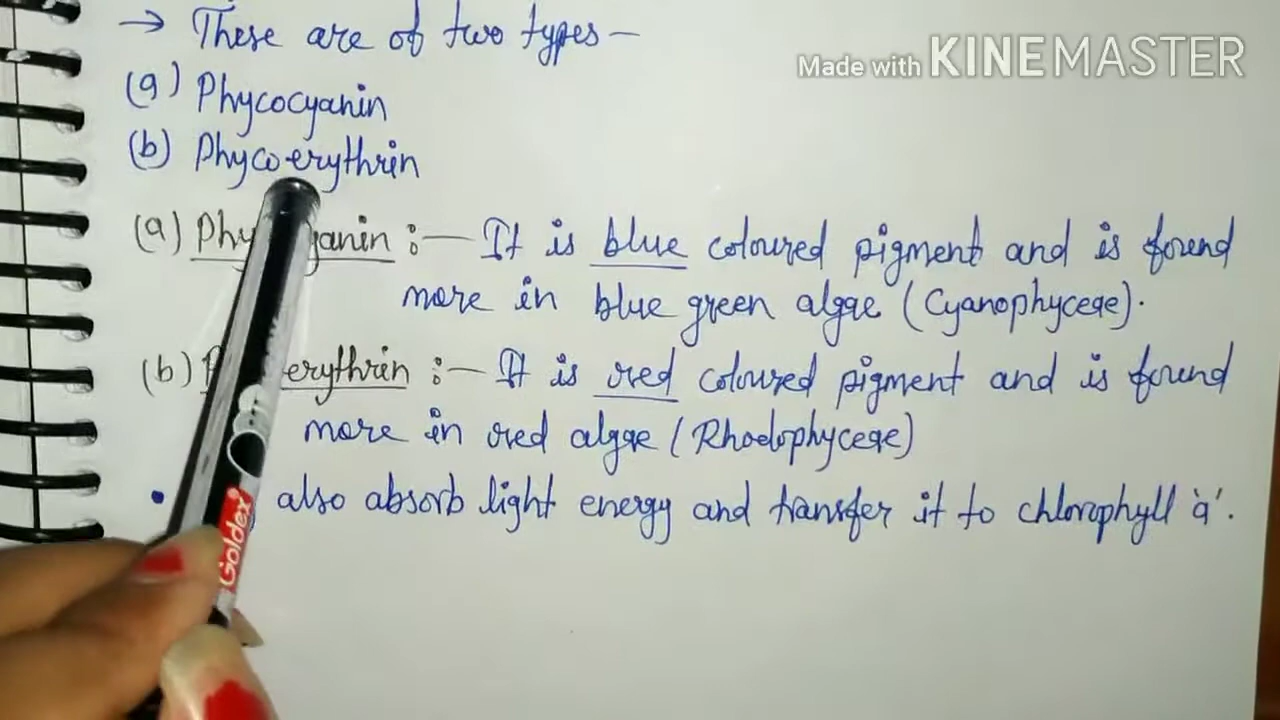 → These are of two types —
Made with KINEMASTER
(a) Phycocyanin
(b) Phycoerythrin
(a) Phy anin :— It is blue coloured pigment and is found
more in blue green algae (Cyanophyceae).
(b) erythrin :— It is red coloured pigment and is found
more in red algae (Rhodophyceae)
• also absorb light energy and transfer it to chlorophyll 'a'.
Goldex